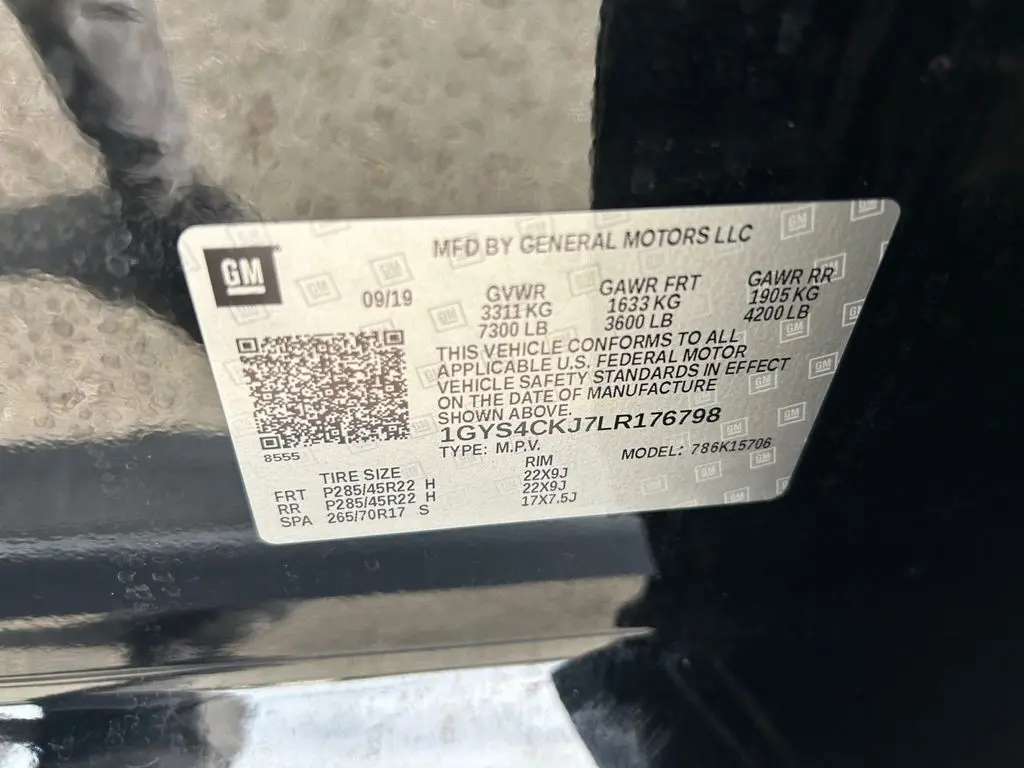 GM
MFD BY GENERAL MOTORS LLC
09/19
GVWR
3311 KG
7300 LB
GAWR FRT
1633 KG
3600 LB
GAWR RR
1905 KG
4200 LB
THIS VEHICLE CONFORMS TO ALL
APPLICABLE U.S. FEDERAL MOTOR
VEHICLE SAFETY STANDARDS IN EFFECT
ON THE DATE OF MANUFACTURE
SHOWN ABOVE.
1GYS4CKJ7LR176798
TYPE: M.P.V. MODEL: 786K15706
8555
TIRE SIZE RIM
FRT P285/45R22 H 22X9J
RR P285/45R22 H 22X9J
SPA 265/70R17 S 17X7.5J